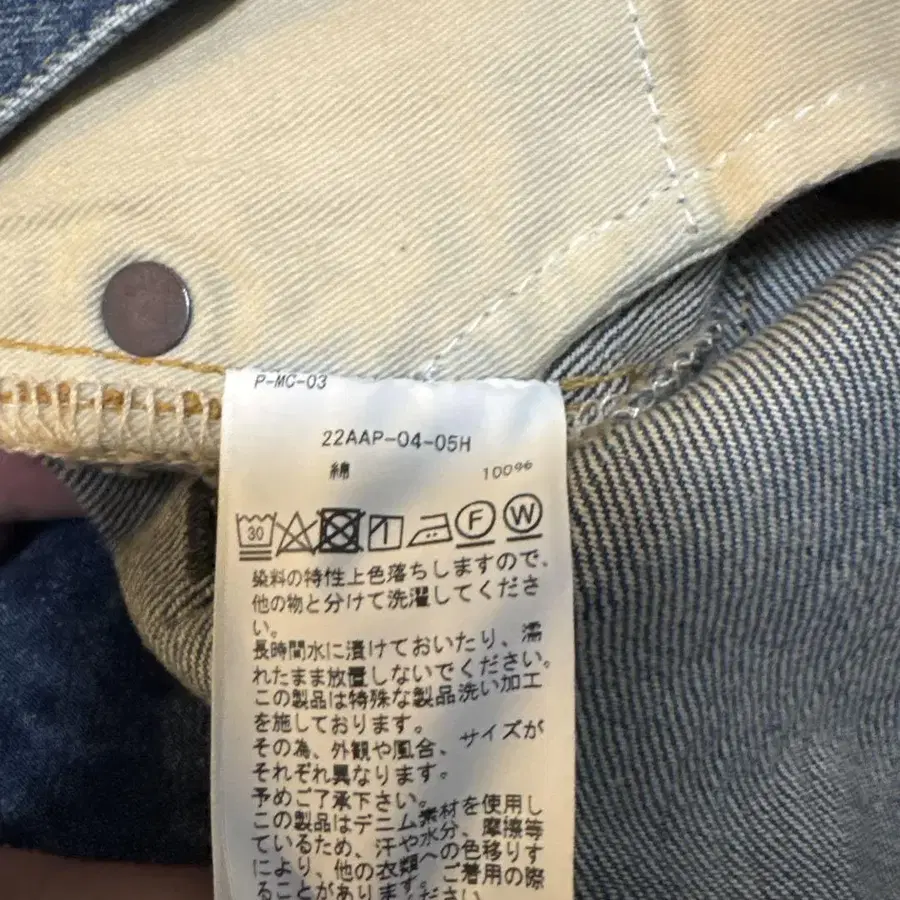 P-MC-03
22AAP-04-05H
綿 100%
30 F W
染料の特性上色落ちしますので、
他の物と分けて洗濯してくださ
い。
長時間水に漬けておいたり、濡
れたまま放置しないでください。
この製品は特殊な製品洗い加工
を施しております。
その為、外観や風合、サイズが
それぞれ異なります。
予めご了承下さい。
この製品はデニム素材を使用し
ているため、汗や水分、摩擦等
により、他の衣類への色移りす
ることがあります。ご着用の際